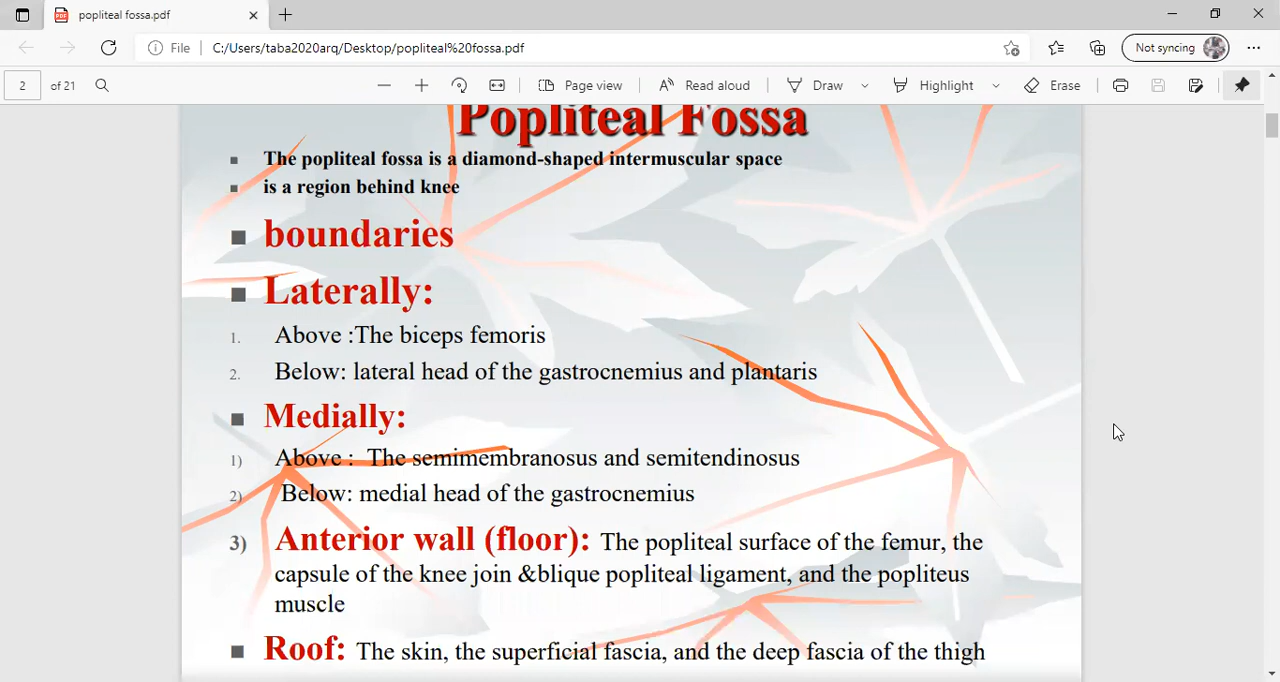 popliteal fossa.pdf
File C:/Users/taba2020arq/Desktop/popliteal%20fossa.pdf Not syncing
2 of 21 Page view Read aloud Draw Highlight Erase
Popliteal Fossa
The popliteal fossa is a diamond-shaped intermuscular space
is a region behind knee
boundaries
Laterally:
1. Above :The biceps femoris
2. Below: lateral head of the gastrocnemius and plantaris
Medially:
1) Above : The semimembranosus and semitendinosus
2) Below: medial head of the gastrocnemius
3) Anterior wall (floor): The popliteal surface of the femur, the
capsule of the knee join &blique popliteal ligament, and the popliteus
muscle
Roof: The skin, the superficial fascia, and the deep fascia of the thigh